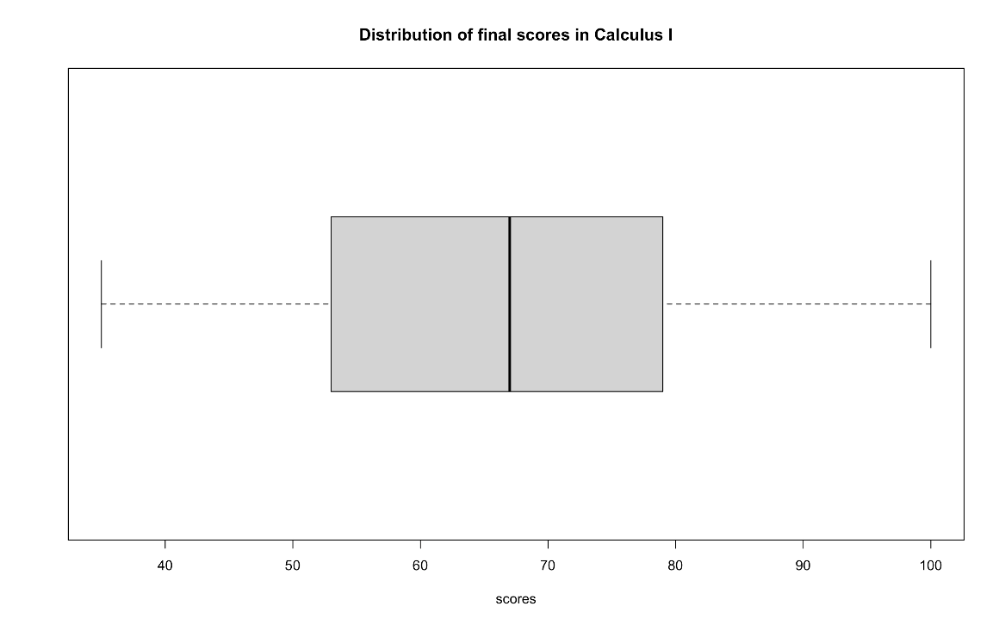 Distribution of final scores in Calculus I
40 50 60 70 80 90 100
scores